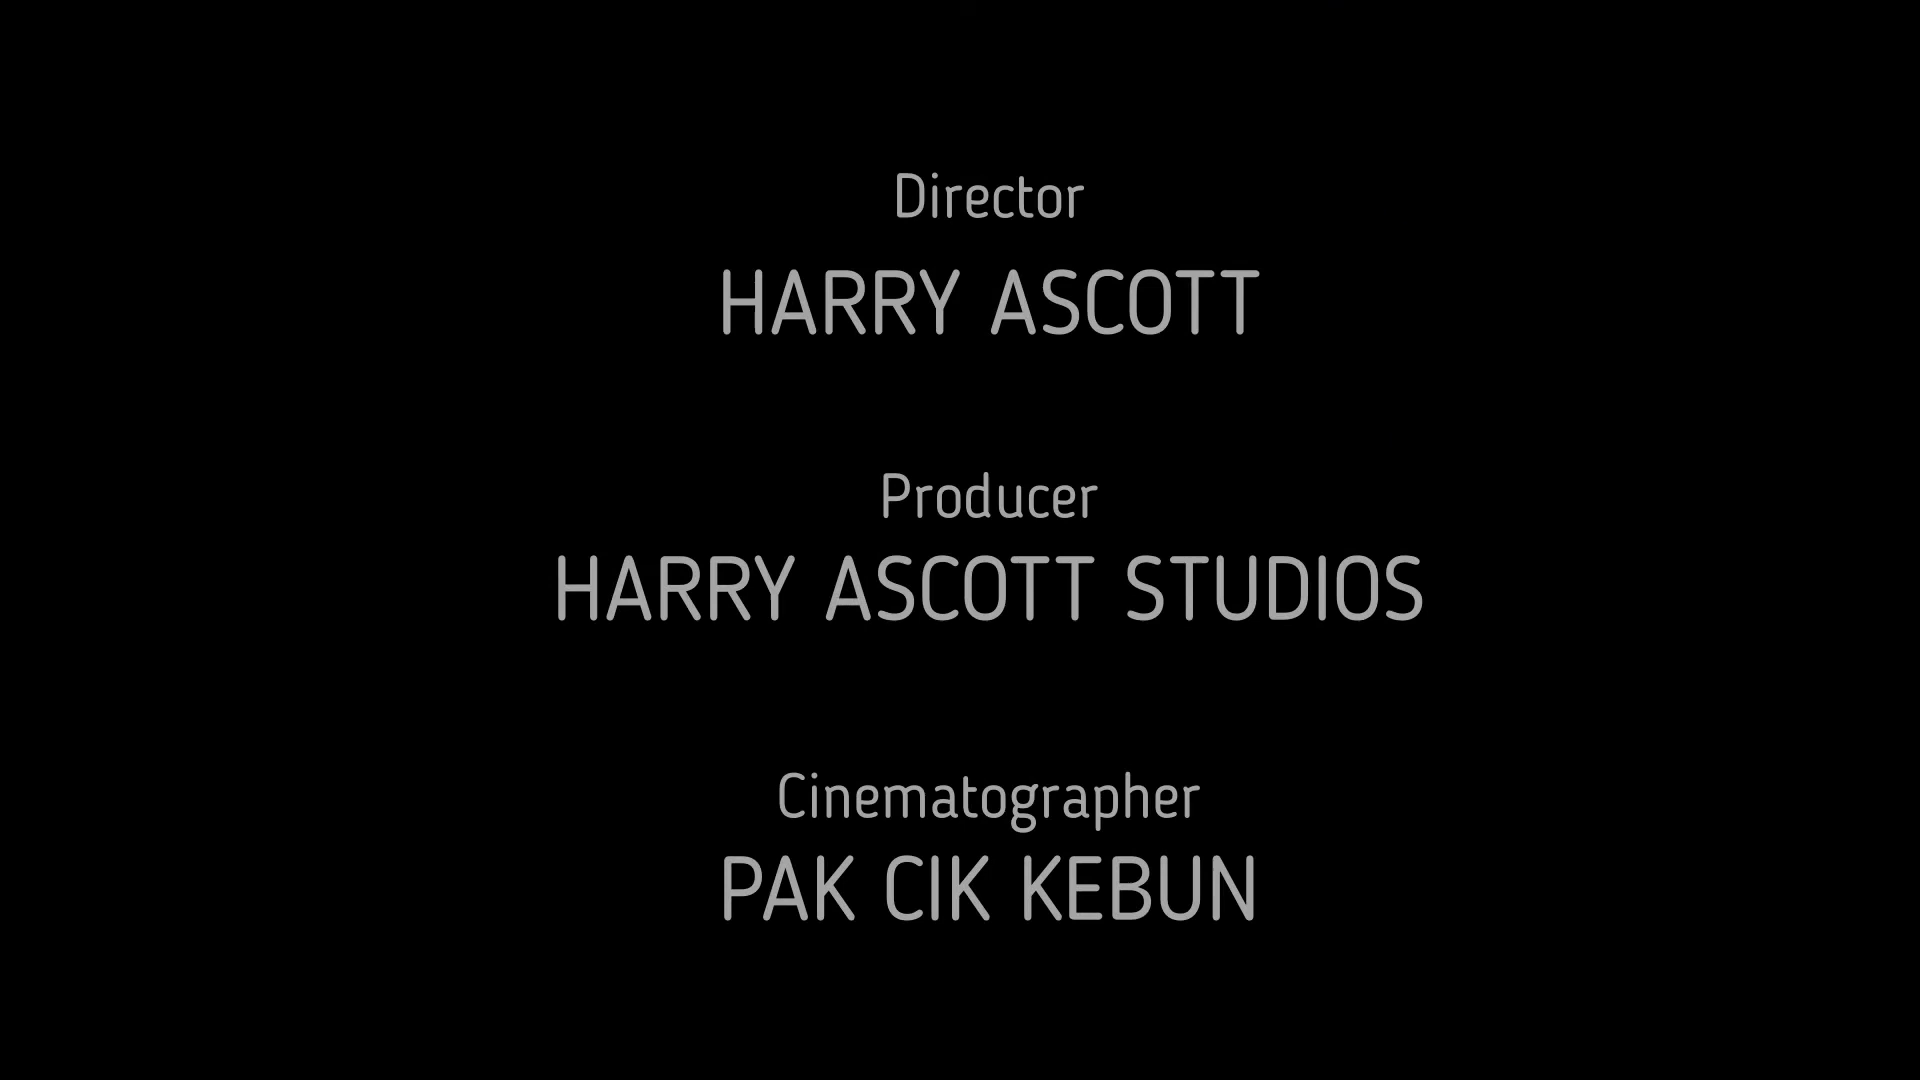 Director
HARRY ASCOTT
Producer
HARRY ASCOTT STUDIOS
Cinematographer
PAK CIK KEBUN